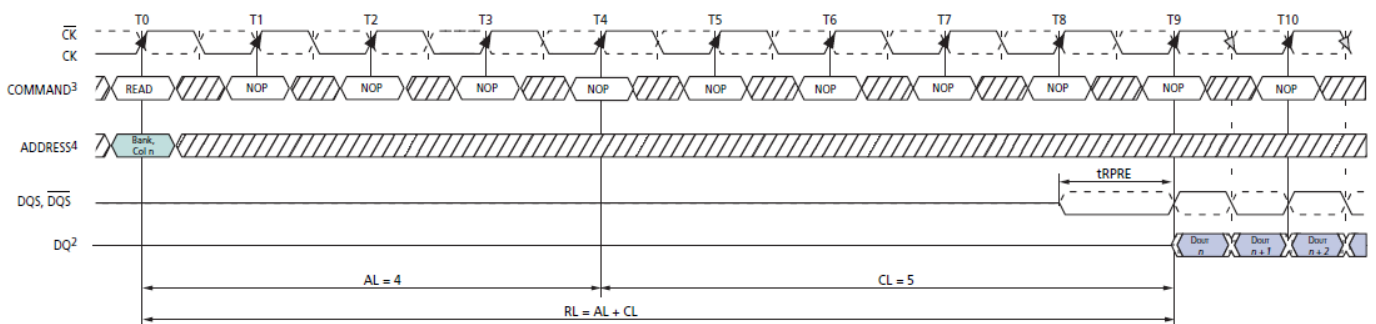 T0 T1 T2 T3 T4 T5 T6 T7 T8 T9 T10
CK
CK
COMMAND3 READ NOP NOP NOP NOP NOP NOP NOP NOP NOP NOP
ADDRESS4 Bank,
Col n
tRPRE
DQS, DQS
DQ2 DOUT DOUT DOUT
n n + 1 n + 2
AL = 4 CL = 5
RL = AL + CL